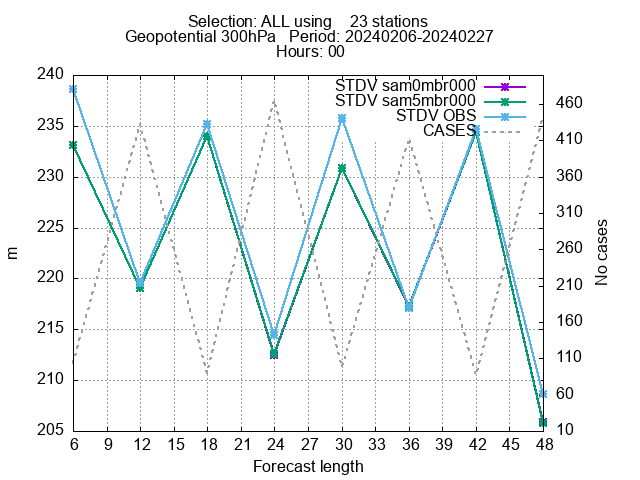 Selection: ALL using 23 stations
Geopotential 300hPa Period: 20240206-20240227
Hours: 00
STDV sam0mbr000
STDV sam5mbr000
STDV OBS
CASES
240
235
230
225
220
215
210
205
m
460
410
360
310
260
210
160
110
60
10
No cases
6 9 12 15 18 21 24 27 30 33 36 39 42 45 48
Forecast length